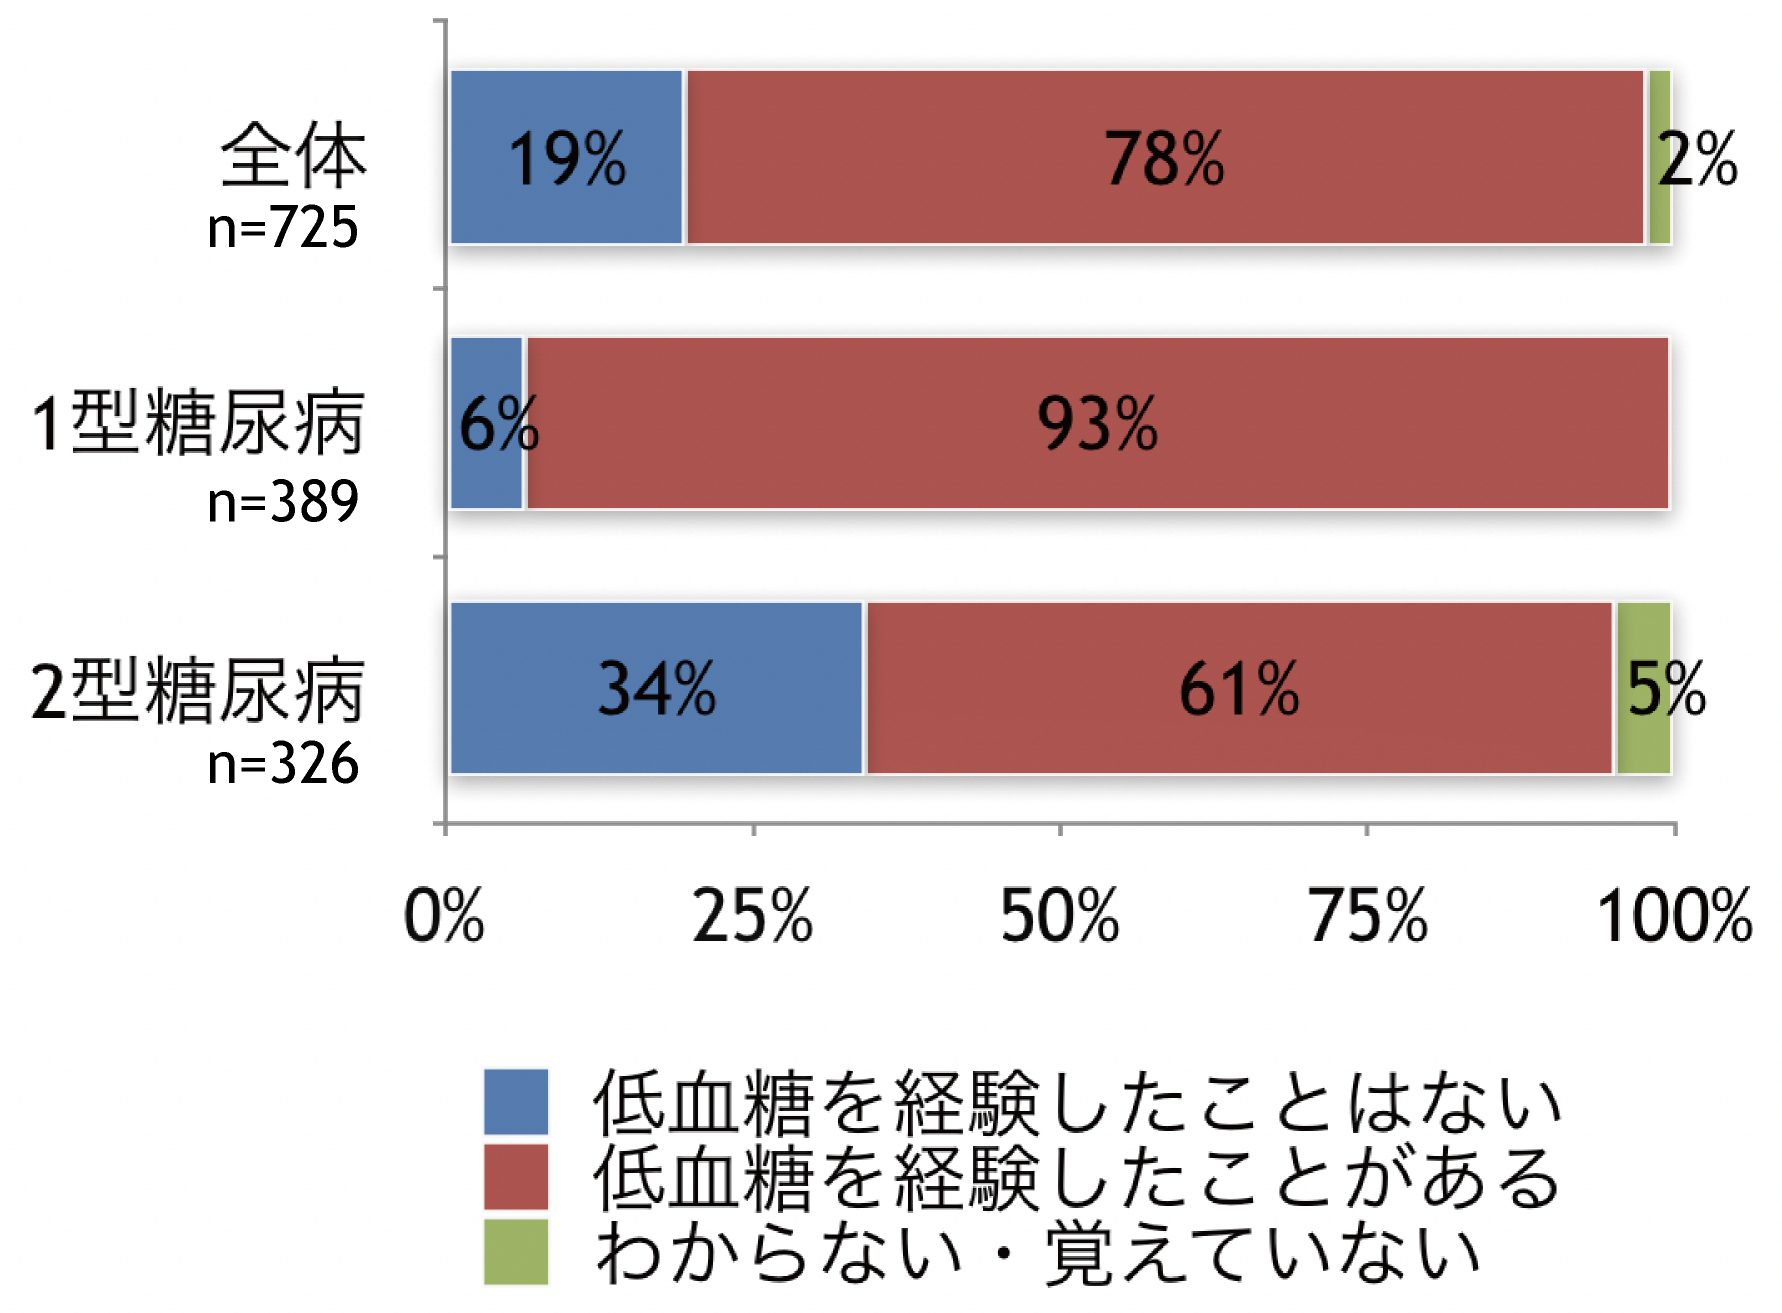 全体
n=725
19% 78% 2%
1型糖尿病
n=389
6% 93%
2型糖尿病
n=326
34% 61% 5%
0% 25% 50% 75% 100%
低血糖を経験したことはない
低血糖を経験したことがある
わからない・覚えていない